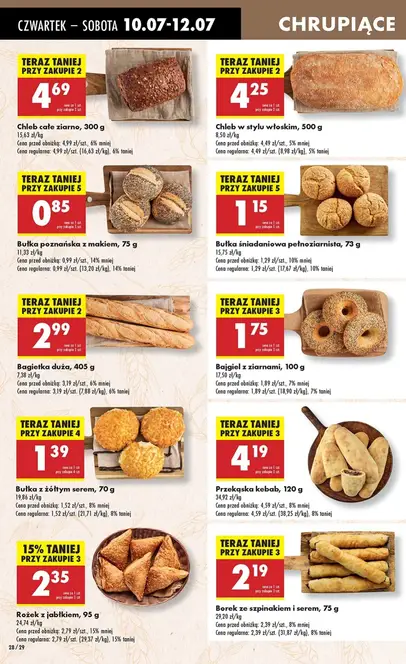 CZWARTEK – SOBOTA 10.07-12.07
CHRUPIĄCE
TERAZ TANIEJ
PRZY ZAKUPIE 2
4 69
Chleb całe ziarno, 300 g
15,63 zł/kg
Cena przed obniżką: 4,99 zł/szt., 6% mniej
Cena regularna: 4,99 zł/szt. (16,63 zł/kg), 6% taniej
TERAZ TANIEJ
PRZY ZAKUPIE 2
4 25
Chleb w stylu włoskim, 500 g
8,50 zł/kg
Cena przed obniżką: 4,49 zł/szt., 5% mniej
Cena regularna: 4,49 zł/szt. (8,98 zł/kg), 5% taniej
TERAZ TANIEJ
PRZY ZAKUPIE 5
0 85
Bułka poznańska z makiem, 75 g
11,33 zł/kg
Cena przed obniżką: 0,99 zł/szt., 14% mniej
Cena regularna: 0,99 zł/szt. (13,20 zł/kg), 14% taniej
TERAZ TANIEJ
PRZY ZAKUPIE 5
1 15
Bułka śniadaniowa pełnoziarnista, 73 g
15,75 zł/kg
Cena przed obniżką: 1,29 zł/szt., 10% mniej
Cena regularna: 1,29 zł/szt. (17,67 zł/kg), 10% taniej
TERAZ TANIEJ
PRZY ZAKUPIE 2
2 99
Bagietka duża, 405 g
7,38 zł/kg
Cena przed obniżką: 3,19 zł/szt., 6% mniej
Cena regularna: 3,19 zł/szt. (7,88 zł/kg), 6% taniej
TERAZ TANIEJ
PRZY ZAKUPIE 3
1 75
Bajgiel z ziarnami, 100 g
17,50 zł/kg
Cena przed obniżką: 1,89 zł/szt., 7% mniej
Cena regularna: 1,89 zł/szt. (18,90 zł/kg), 7% taniej
TERAZ TANIEJ
PRZY ZAKUPIE 4
1 39
Bułka z żółtym serem, 70 g
19,86 zł/kg
Cena przed obniżką: 1,52 zł/szt., 8% mniej
Cena regularna: 1,52 zł/szt. (21,71 zł/kg), 8% taniej
TERAZ TANIEJ
PRZY ZAKUPIE 3
4 19
Przekąska kebab, 120 g
34,92 zł/kg
Cena przed obniżką: 4,59 zł/szt., 8% mniej
Cena regularna: 4,59 zł/szt. (38,25 zł/kg), 8% taniej
15% TANIEJ
PRZY ZAKUPIE 3
2 35
Rożek z jabłkiem, 95 g
24,74 zł/kg
Cena przed obniżką: 2,79 zł/szt., 15% mniej
Cena regularna: 2,79 zł/szt. (29,37 zł/kg), 15% taniej
TERAZ TANIEJ
PRZY ZAKUPIE 3
2 19
Borek ze szpinakiem i serem, 75 g
29,20 zł/kg
Cena przed obniżką: 2,39 zł/szt., 8% mniej
Cena regularna: 2,39 zł/szt. (31,87 zł/kg), 8% taniej
28/29